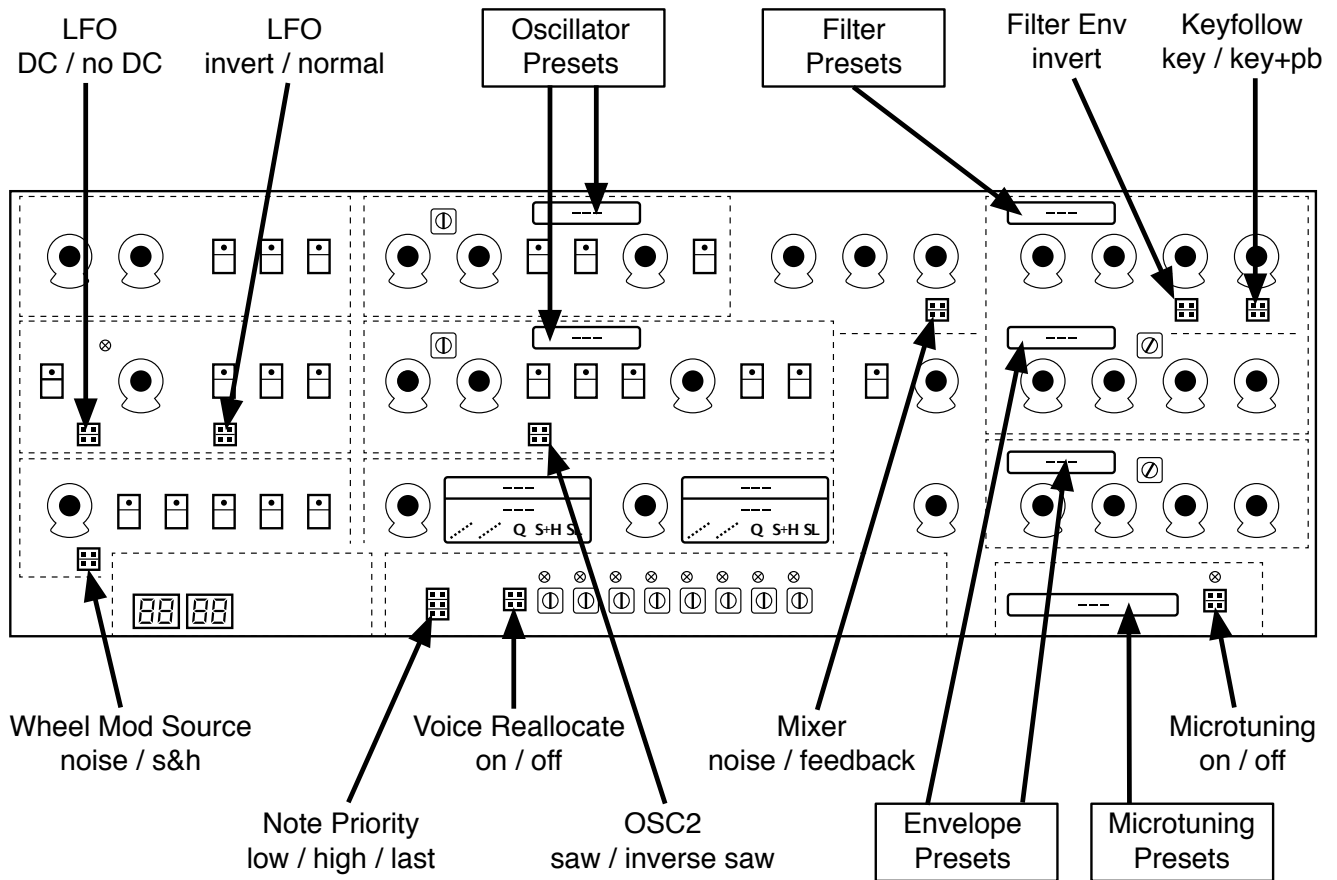 LFO
DC / no DC
LFO
invert / normal
Oscillator
Presets
Filter
Presets
Filter Env
invert
Keyfollow
key / key+pb
---
---
---
---
---
---
---
Q S+H SL
---
---
Q S+H SL
88 88
---
Wheel Mod Source
noise / s&h
Voice Reallocate
on / off
Mixer
noise / feedback
Microtuning
on / off
Note Priority
low / high / last
OSC2
saw / inverse saw
Envelope
Presets
Microtuning
Presets